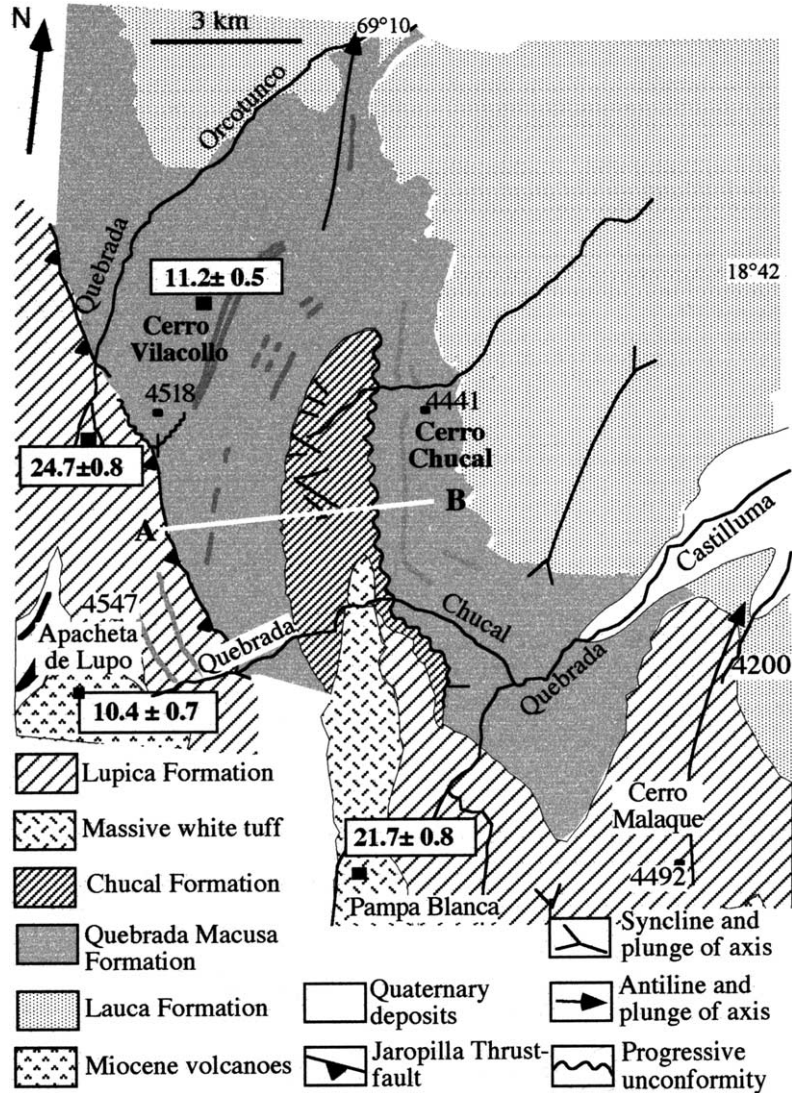 N
3 km
69°10
Orcotunco
Quebrada
18°42
11.2± 0.5
Cerro
Vilacollo
4518
4441
Cerro
Chucal
24.7±0.8
A
B
Castilluma
4547
Apacheta
de Lupo
Quebrada
Chucal
Quebrada
4200
10.4 ± 0.7
Cerro
Malaque
21.7± 0.8
4492
Pampa Blanca
Lupica Formation
Massive white tuff
Chucal Formation
Quebrada Macusa
Formation
Lauca Formation
Miocene volcanoes
Quaternary
deposits
Jaropilla Thrust-
fault
Syncline and
plunge of axis
Antiline and
plunge of axis
Progressive
unconformity